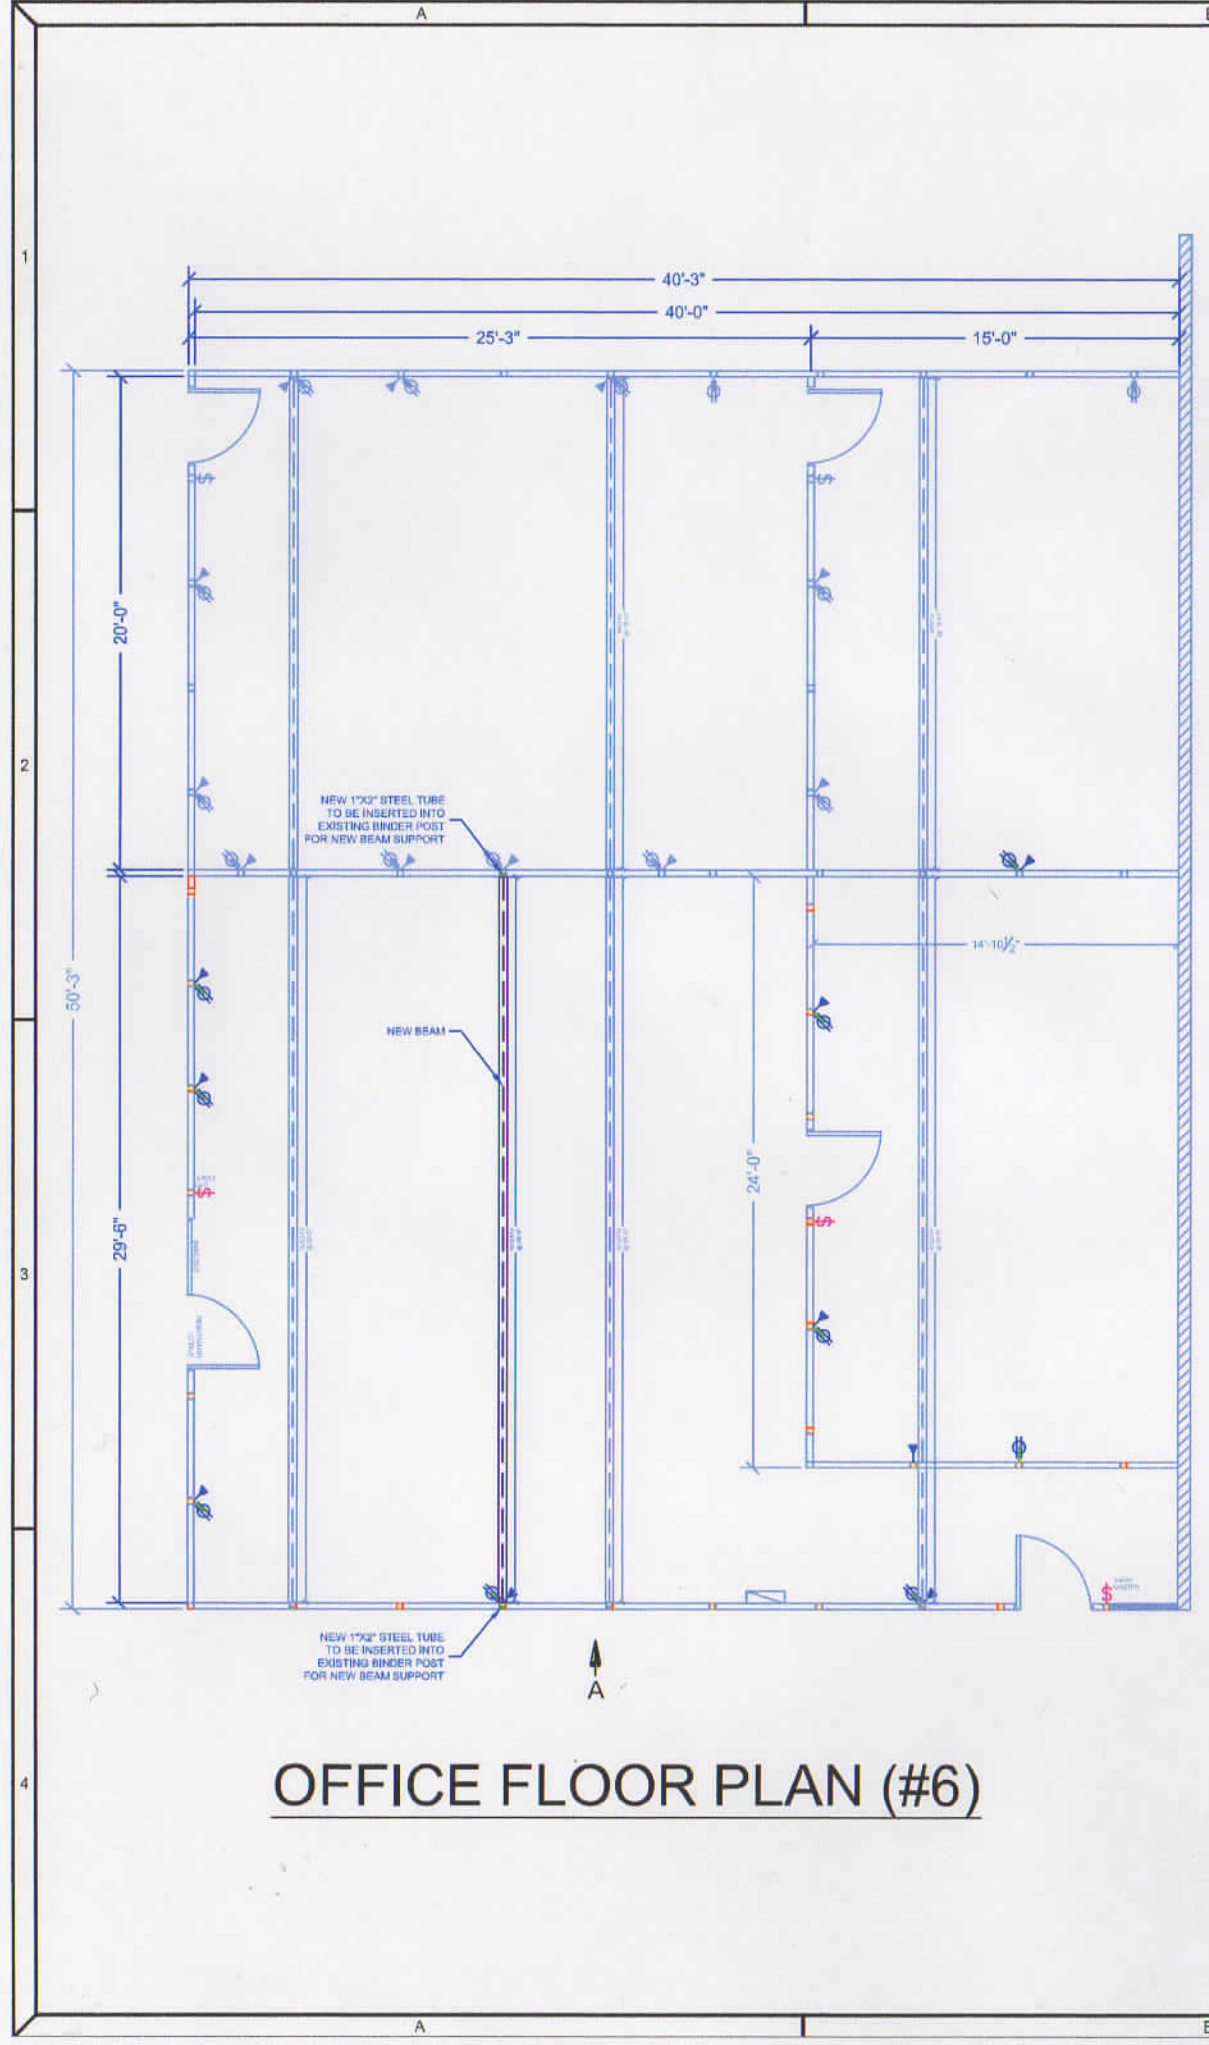 A
1
40'-3"
40'-0"
25'-3"
15'-0"
$
$
20'-0"
2
NEW 1"X2" STEEL TUBE
TO BE INSERTED INTO
EXISTING BINDER POST
FOR NEW BEAM SUPPORT
14'-10½"
50'-3"
NEW BEAM
24'-0"
$
$
29'-6"
3
$
NEW 1"X2" STEEL TUBE
TO BE INSERTED INTO
EXISTING BINDER POST
FOR NEW BEAM SUPPORT
A
OFFICE FLOOR PLAN (#6)
4
A